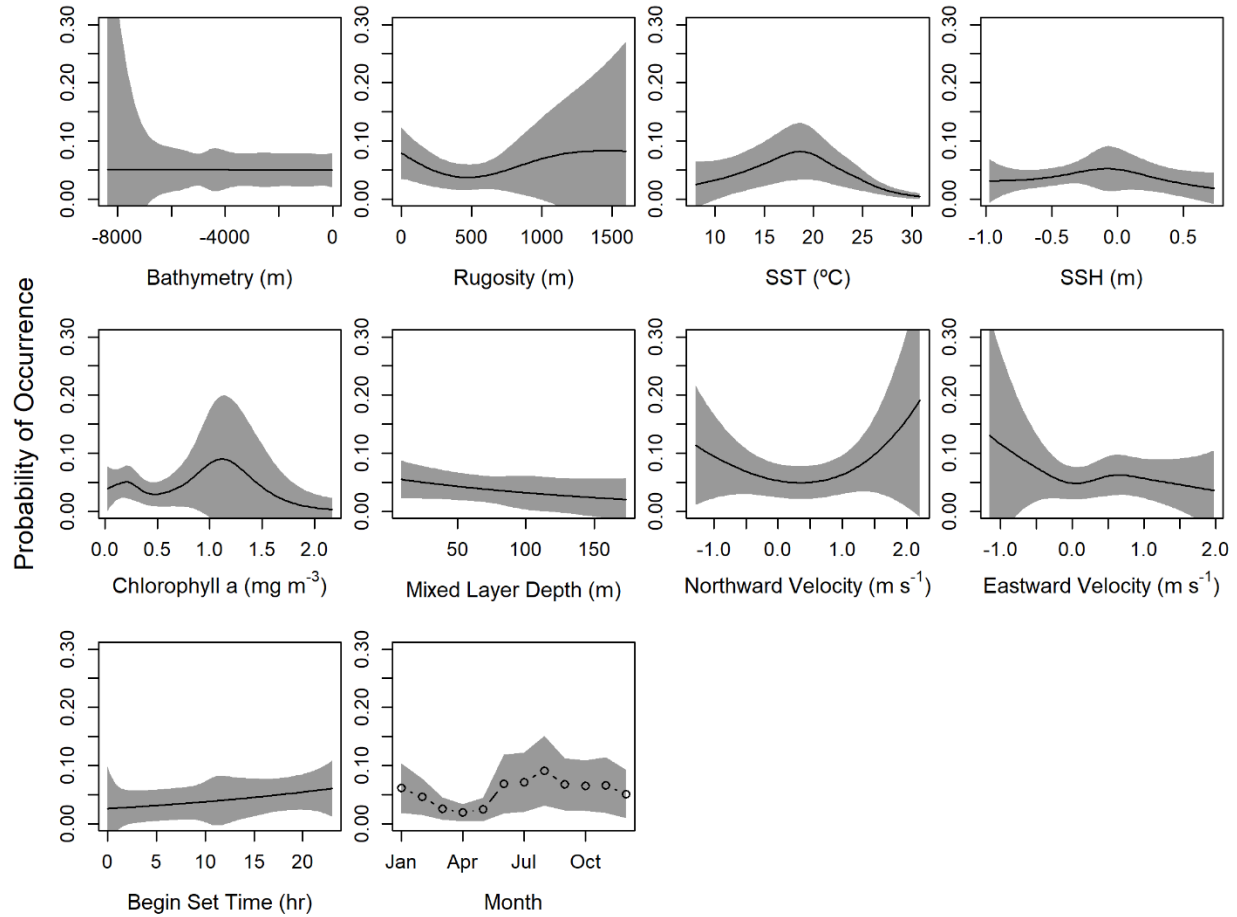 Probability of Occurrence
0.00 0.10 0.20 0.30
-8000 -4000 0
Bathymetry (m)
0.00 0.10 0.20 0.30
0 500 1000 1500
Rugosity (m)
0.00 0.10 0.20 0.30
10 15 20 25 30
SST (ºC)
0.00 0.10 0.20 0.30
-1.0 -0.5 0.0 0.5
SSH (m)
0.00 0.10 0.20 0.30
0.0 0.5 1.0 1.5 2.0
Chlorophyll a (mg m⁻³)
0.00 0.10 0.20 0.30
50 100 150
Mixed Layer Depth (m)
0.00 0.10 0.20 0.30
-1.0 0.0 1.0 2.0
Northward Velocity (m s⁻¹)
0.00 0.10 0.20 0.30
-1.0 0.0 1.0 2.0
Eastward Velocity (m s⁻¹)
0.00 0.10 0.20 0.30
0 5 10 15 20
Begin Set Time (hr)
0.00 0.10 0.20 0.30
Jan Apr Jul Oct
Month